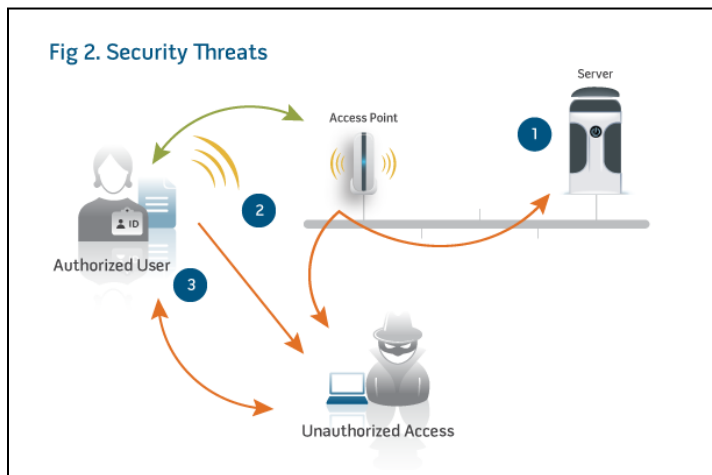 Fig 2. Security Threats
Server
Access Point
1
2
ID
Authorized User
3
Unauthorized Access